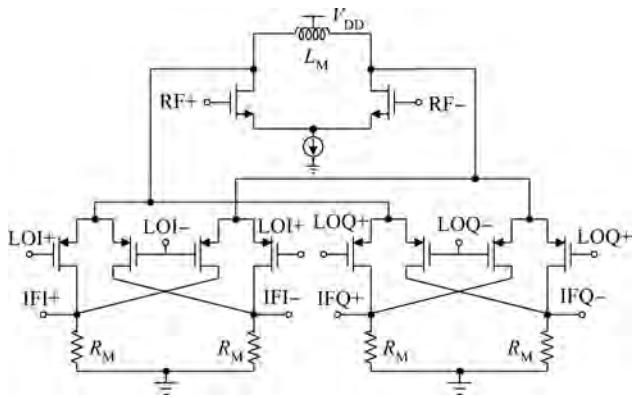 V_DD
L_M
RF+ RF−
LOI+ LOI− LOI+ LOQ+ LOQ− LOQ+
IFI+ IFI− IFQ+ IFQ−
R_M R_M R_M R_M